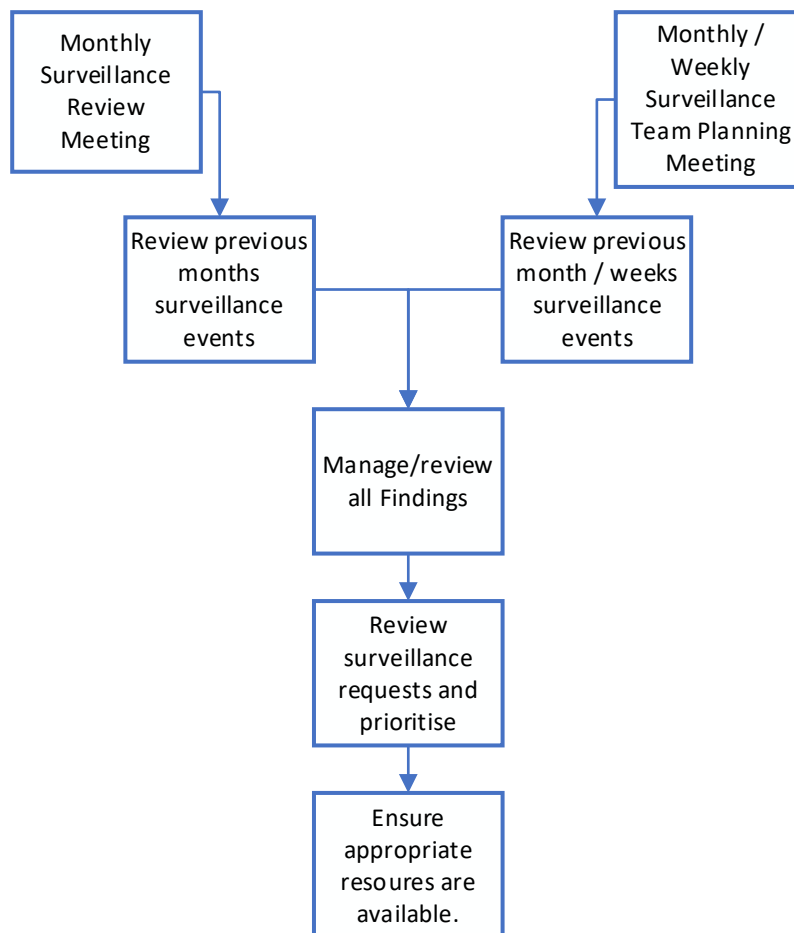 Monthly
Surveillance
Review
Meeting
Monthly /
Weekly
Surveillance
Team Planning
Meeting
Review previous
months
surveillance
events
Review previous
month / weeks
surveillance
events
Manage/review
all Findings
Review
surveillance
requests and
prioritise
Ensure
appropriate
resoures are
available.